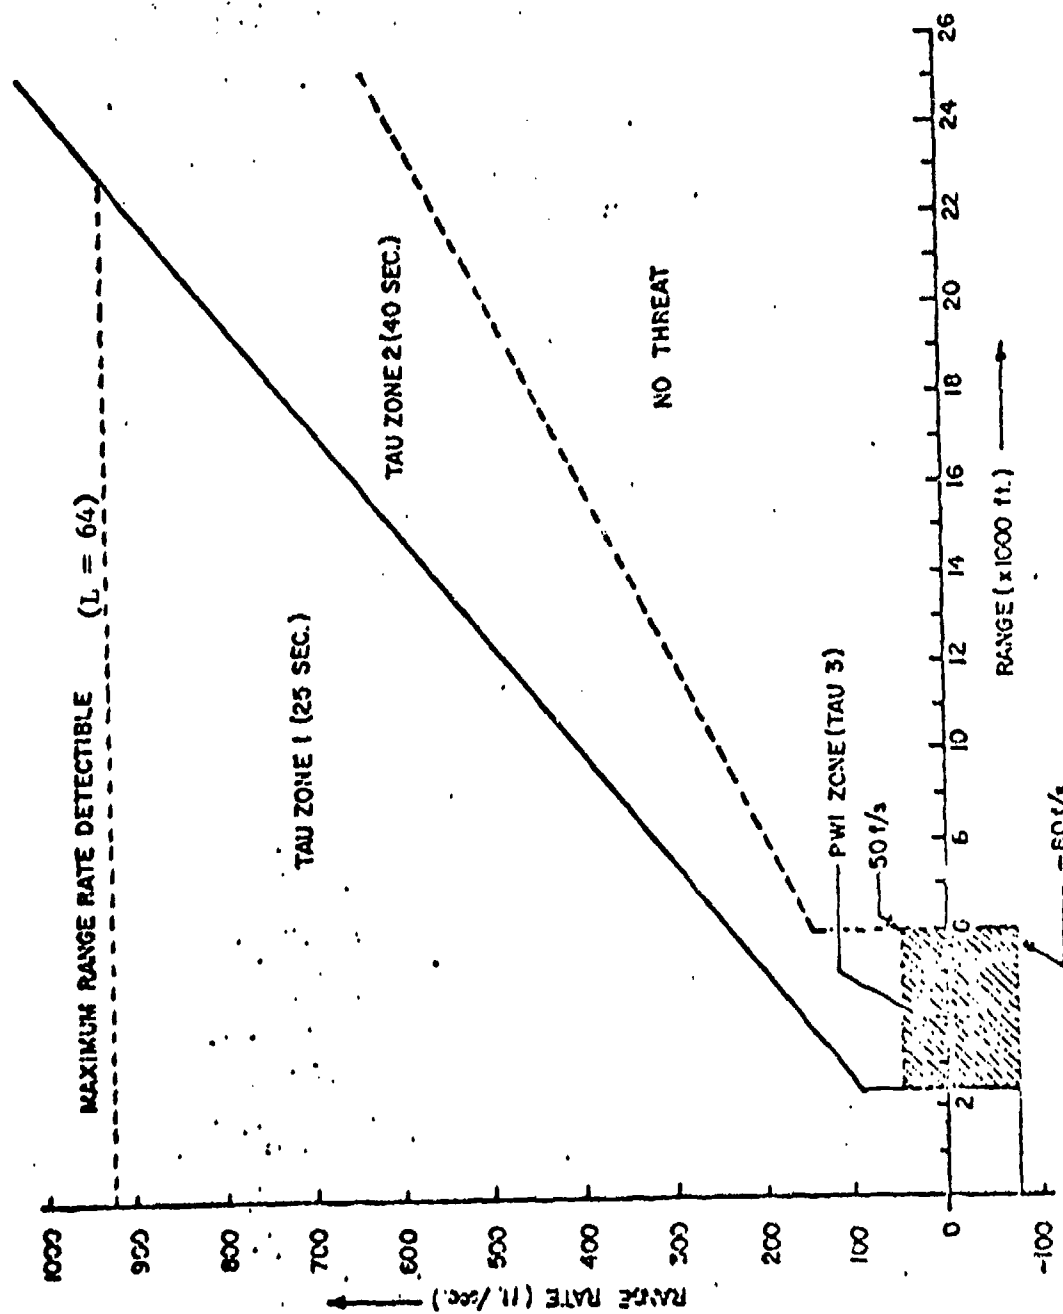 MAXIMUM RANGE RATE DETECTIBLE (L = 64)
TAU ZONE 1 (25 SEC.)
TAU ZONE 2 (40 SEC.)
NO THREAT
PWI ZONE (TAU 3)
50 f/s
RANGE RATE (ft./sec.)
1000
900
800
700
600
500
400
300
200
100
0
-100
2
6
10
12
14
16
18
20
22
24
26
RANGE (x1000 ft.)